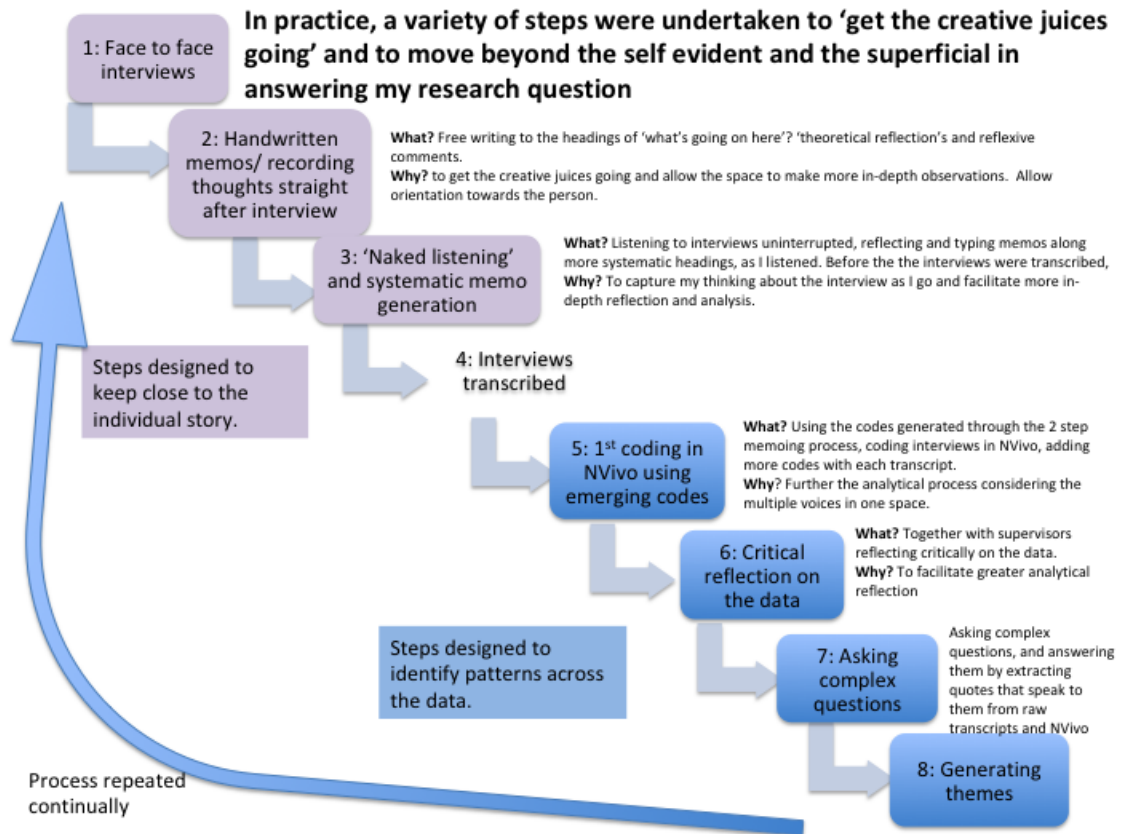 In practice, a variety of steps were undertaken to ‘get the creative juices
going’ and to move beyond the self evident and the superficial in
answering my research question
1: Face to face
interviews
2: Handwritten
memos/ recording
thoughts straight
after interview
What? Free writing to the headings of ‘what’s going on here’? ‘theoretical reflection’s and reflexive
comments.
Why? to get the creative juices going and allow the space to make more in-depth observations. Allow
orientation towards the person.
3: ‘Naked listening’
and systematic memo
generation
What? Listening to interviews uninterrupted, reflecting and typing memos along
more systematic headings, as I listened. Before the the interviews were transcribed,
Why? To capture my thinking about the interview as I go and facilitate more in-
depth reflection and analysis.
Steps designed to
keep close to the
individual story.
4: Interviews
transcribed
5: 1st coding in
NVivo using
emerging codes
What? Using the codes generated through the 2 step
memoing process, coding interviews in NVivo, adding
more codes with each transcript.
Why? Further the analytical process considering the
multiple voices in one space.
6: Critical
reflection on
the data
What? Together with supervisors
reflecting critically on the data.
Why? To facilitate greater analytical
reflection
Steps designed to
identify patterns across
the data.
7: Asking
complex
questions
Asking complex
questions, and answering
them by extracting
quotes that speak to
them from raw
transcripts and NVivo
8: Generating
themes
Process repeated
continually